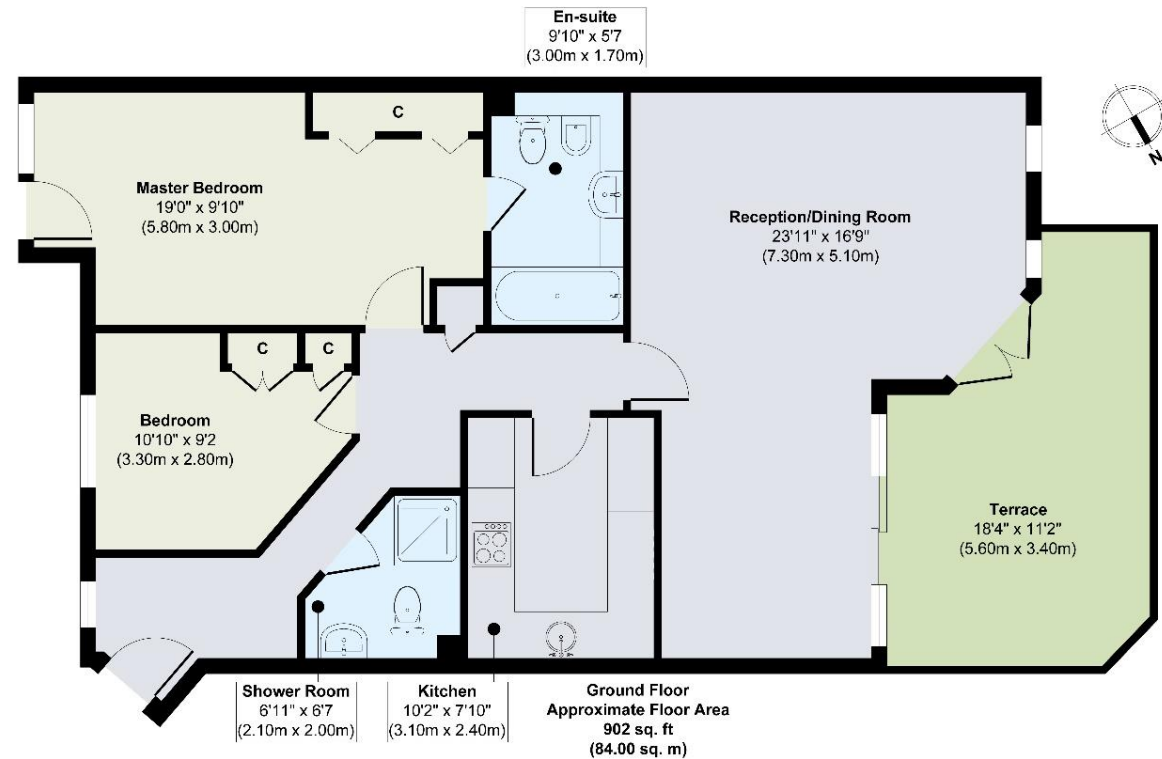 En-suite
9'10" x 5'7
(3.00m x 1.70m)
C
N
Master Bedroom
19'0" x 9'10"
(5.80m x 3.00m)
Reception/Dining Room
23'11" x 16'9"
(7.30m x 5.10m)
C
C
Bedroom
10'10" x 9'2
(3.30m x 2.80m)
Terrace
18'4" x 11'2"
(5.60m x 3.40m)
Shower Room
6'11" x 6'7
(2.10m x 2.00m)
Kitchen
10'2" x 7'10"
(3.10m x 2.40m)
Ground Floor
Approximate Floor Area
902 sq. ft
(84.00 sq. m)